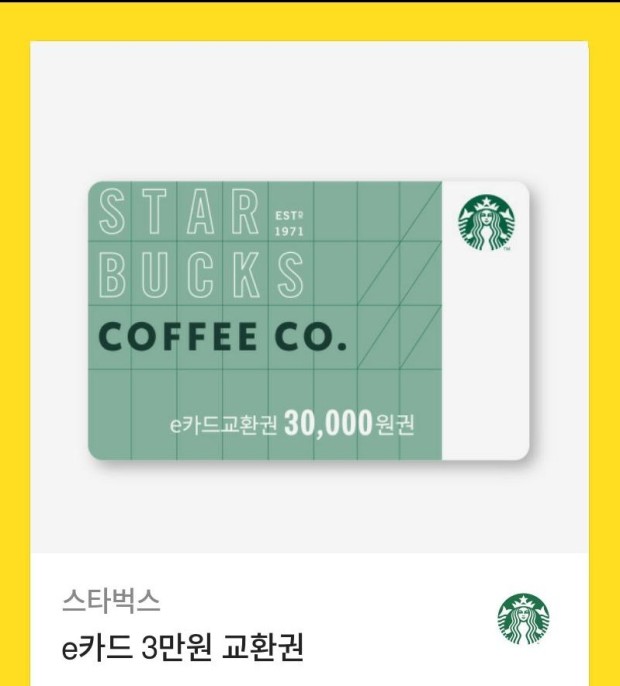 STAR
ESTD
1971
BUCKS
COFFEE CO.
e카드교환권 30,000원권
스타벅스
e카드 3만원 교환권